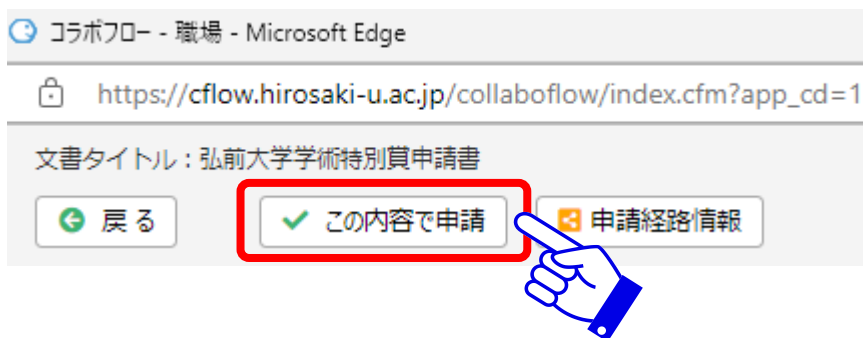 コラボフロー - 職場 - Microsoft Edge
https://cflow.hirosaki-u.ac.jp/collaboflow/index.cfm?app_cd=1
文書タイトル：弘前大学学術特別賞申請書
戻る この内容で申請 申請経路情報